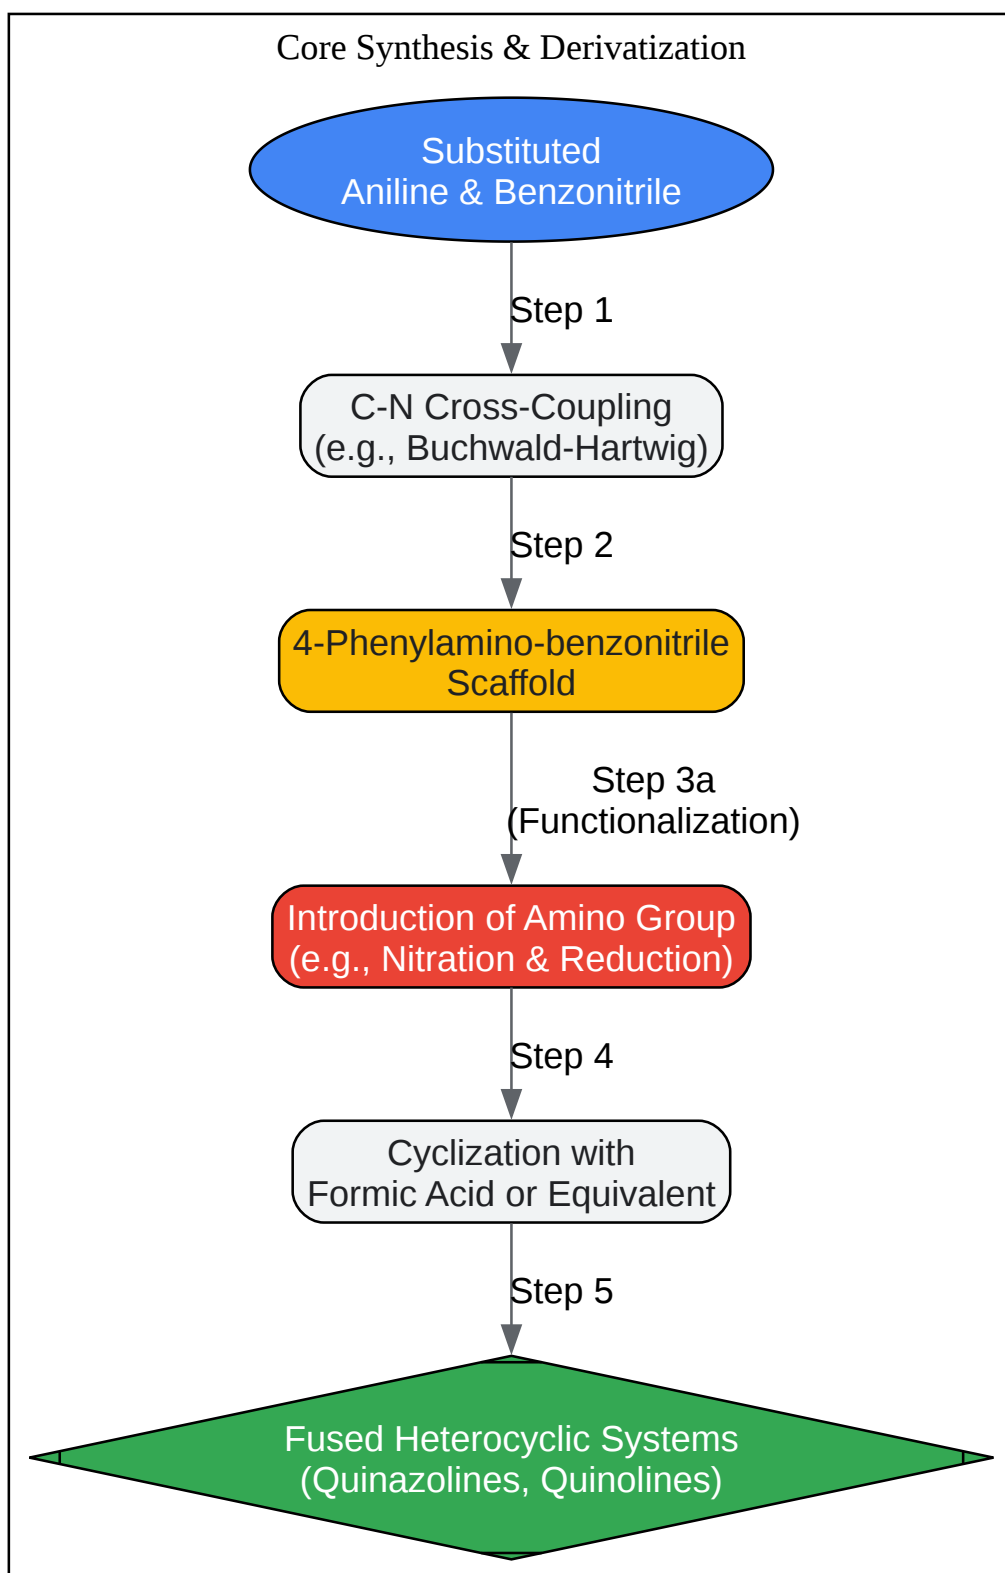 Core Synthesis & Derivatization
Substituted
Aniline & Benzonitrile
Step 1
C-N Cross-Coupling
(e.g., Buchwald-Hartwig)
Step 2
4-Phenylamino-benzonitrile
Scaffold
Step 3a
(Functionalization)
Introduction of Amino Group
(e.g., Nitration & Reduction)
Step 4
Cyclization with
Formic Acid or Equivalent
Step 5
Fused Heterocyclic Systems
(Quinazolines, Quinolines)